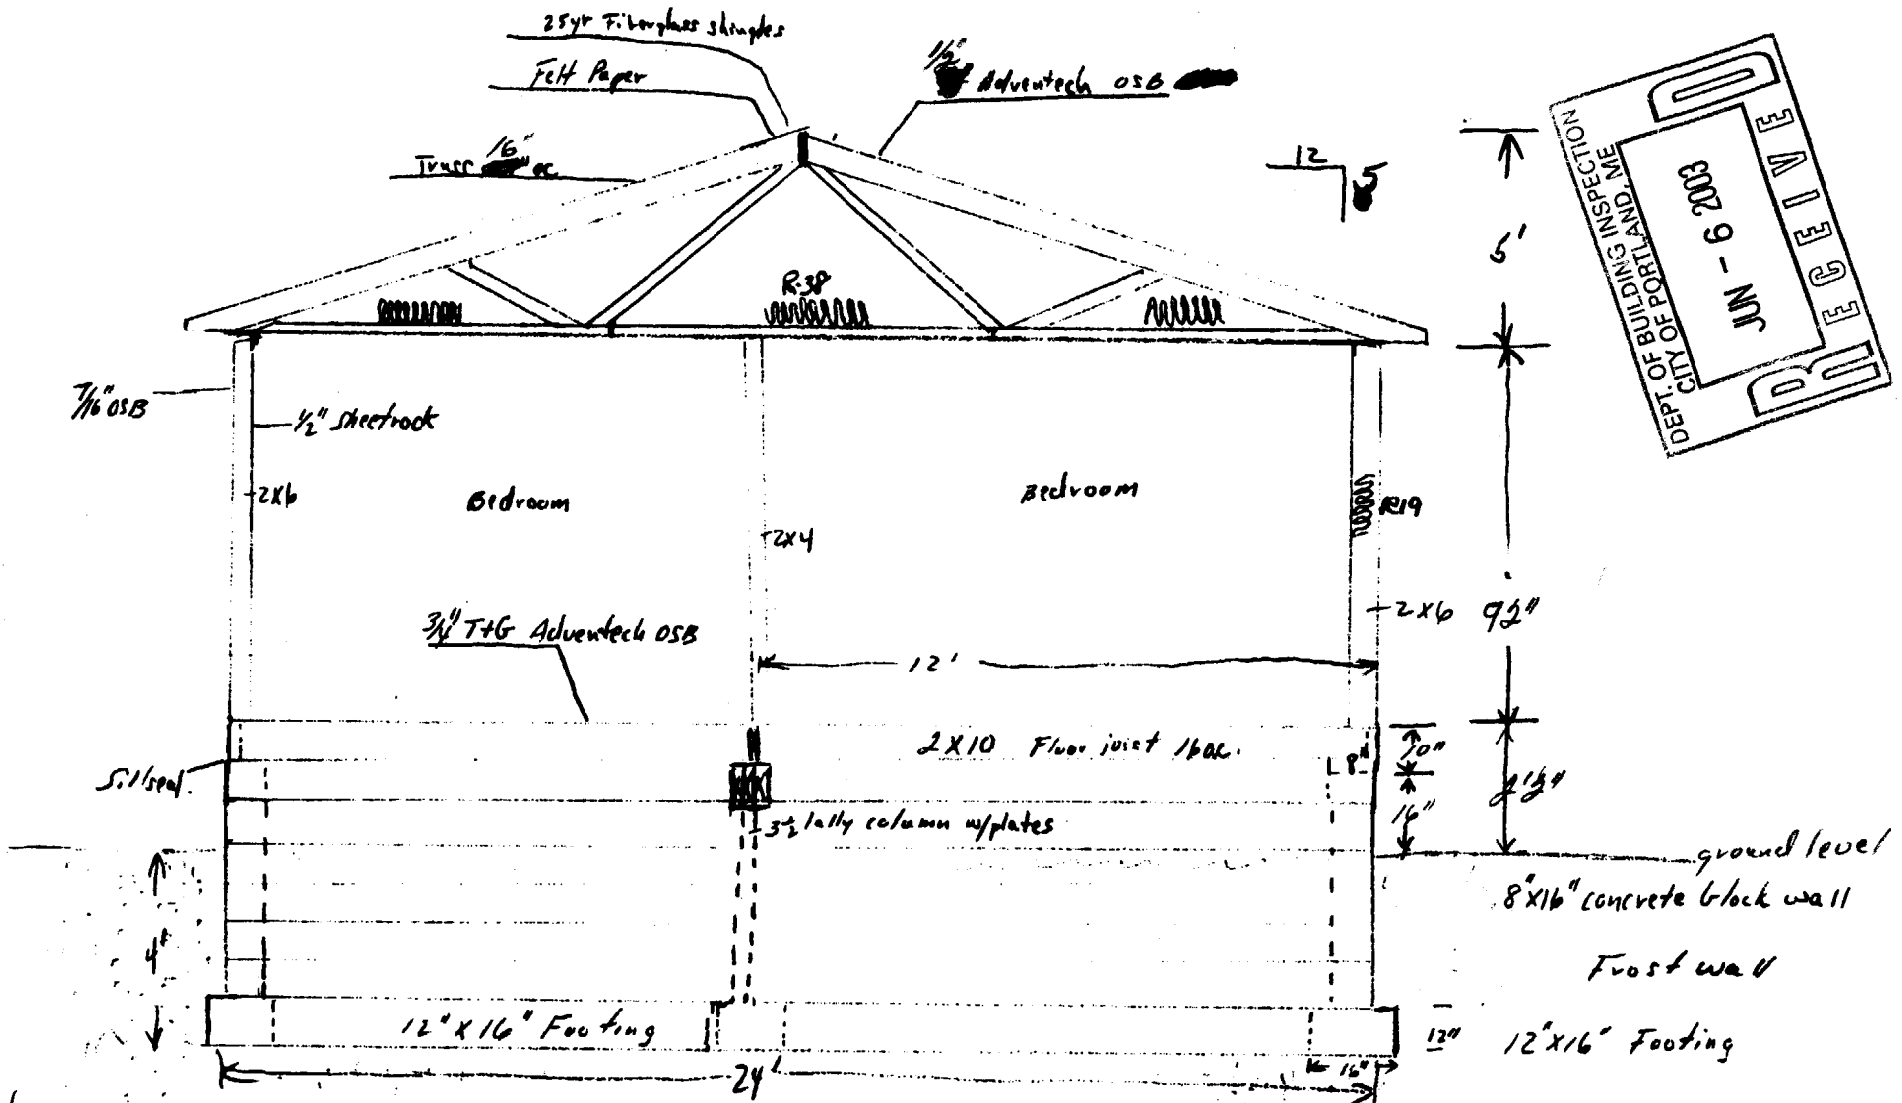 25yr Fiberglass shingles
Felt Paper
1/2" Adventech OSB
Truss 16" oc
12
5
5'
DEPT. OF BUILDING INSPECTION
CITY OF PORTLAND, ME
JUN - 6 2003
RECEIVED
R-38
7/16" OSB
1/2" sheetrock
2x6
Bedroom
Bedroom
R19
2x4
2x6
92"
3/4" T+G Adventech OSB
12'
2x10 Floor joist 16oc.
8"
10"
Sill seal.
16"
2'2"
3 1/2 lally column w/plates
ground level
8"x16" concrete block wall
4'
Frost wall
12" x 16" Footing
12"
12"x16" Footing
16"
24'